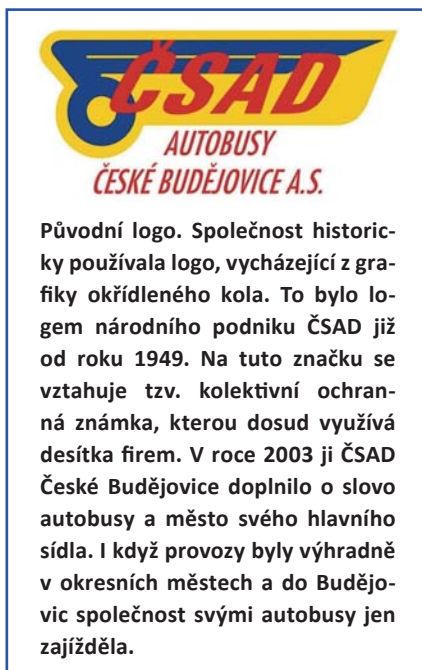 ČSAD
AUTOBUSY
ČESKÉ BUDĚJOVICE A.S.
Původní logo. Společnost historic-
ky používala logo, vycházející z gra-
fiky okřídleného kola. To bylo lo-
gem národního podniku ČSAD již
od roku 1949. Na tuto značku se
vztahuje tzv. kolektivní ochran-
ná známka, kterou dosud využívá
desítka firem. V roce 2003 ji ČSAD
České Budějovice doplnilo o slovo
autobusy a město svého hlavního
sídla. I když provozy byly výhradně
v okresních městech a do Budějo-
vic společnost svými autobusy jen
zajížděla.